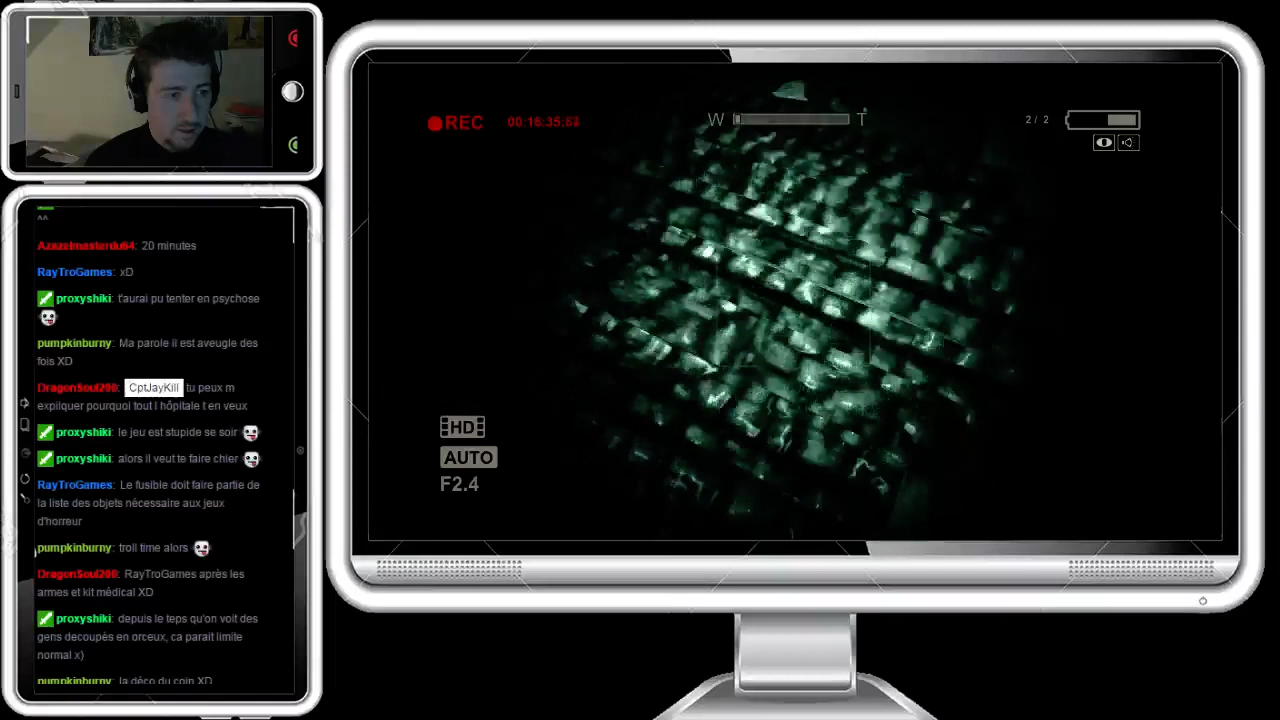 ^^
Azazelmasterdu64: 20 minutes
RayTroGames: xD
proxyshiki: t'aurai pu tenter en psychose
pumpkinburny: Ma parole il est aveugle des
fois XD
DragonSoul200: CptJayKill tu peux m
expilquer pourquoi tout l hôpitale t en veux
proxyshiki: le jeu est stupide se soir
proxyshiki: alors il veut te faire chier
RayTroGames: Le fusible doit faire partie de
la liste des objets nécessaire aux jeux
d'horreur
pumpkinburny: troll time alors
DragonSoul200: RayTroGames après les
armes et kit médical XD
proxyshiki: depuis le teps qu'on voit des
gens decoupés en orceux, ca parait limite
normal x)
pumpkinburny: la déco du coin XD
REC 00:16:35:
W T
2 / 2
HD
AUTO
F2.4